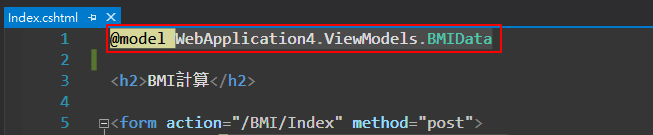 Index.cshtml
1 @model WebApplication4.ViewModels.BMIData
2
3 <h2>BMI計算</h2>
4
5 <form action="/BMI/Index" method="post">